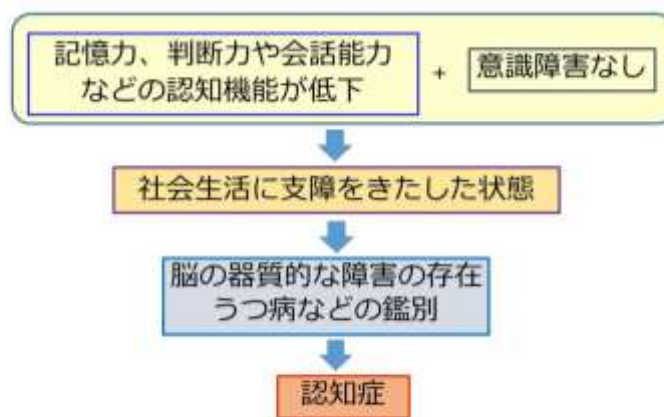 記憶力、判断力や会話能力
などの認知機能が低下
+
意識障害なし
社会生活に支障をきたした状態
脳の器質的な障害の存在
うつ病などの鑑別
認知症